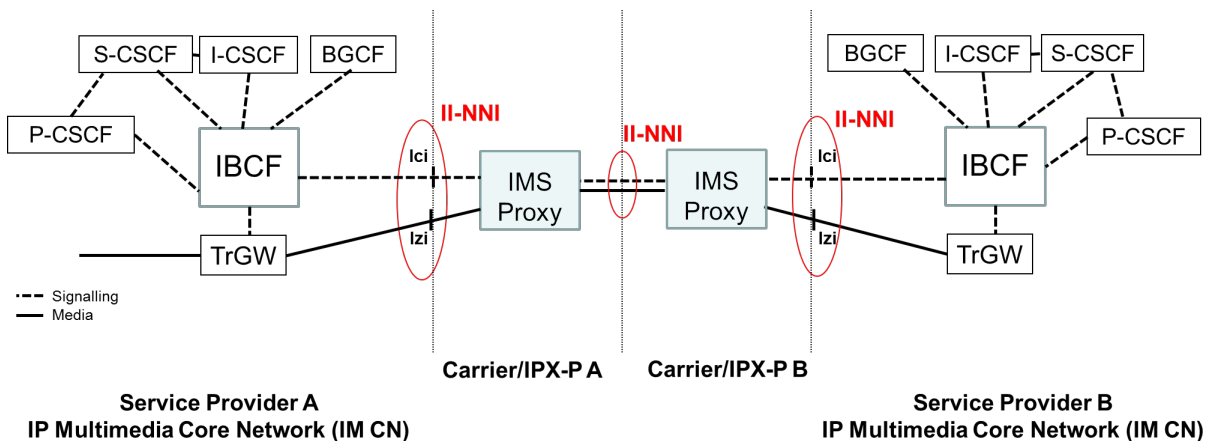 S-CSCF
I-CSCF
BGCF
P-CSCF
IBCF
TrGW
II-NNI
Ici
Izi
IMS
Proxy
II-NNI
IMS
Proxy
II-NNI
Ici
Izi
BGCF
I-CSCF
S-CSCF
P-CSCF
IBCF
TrGW
Signalling
Media
Carrier/IPX-P A
Carrier/IPX-P B
Service Provider A
IP Multimedia Core Network (IM CN)
Service Provider B
IP Multimedia Core Network (IM CN)